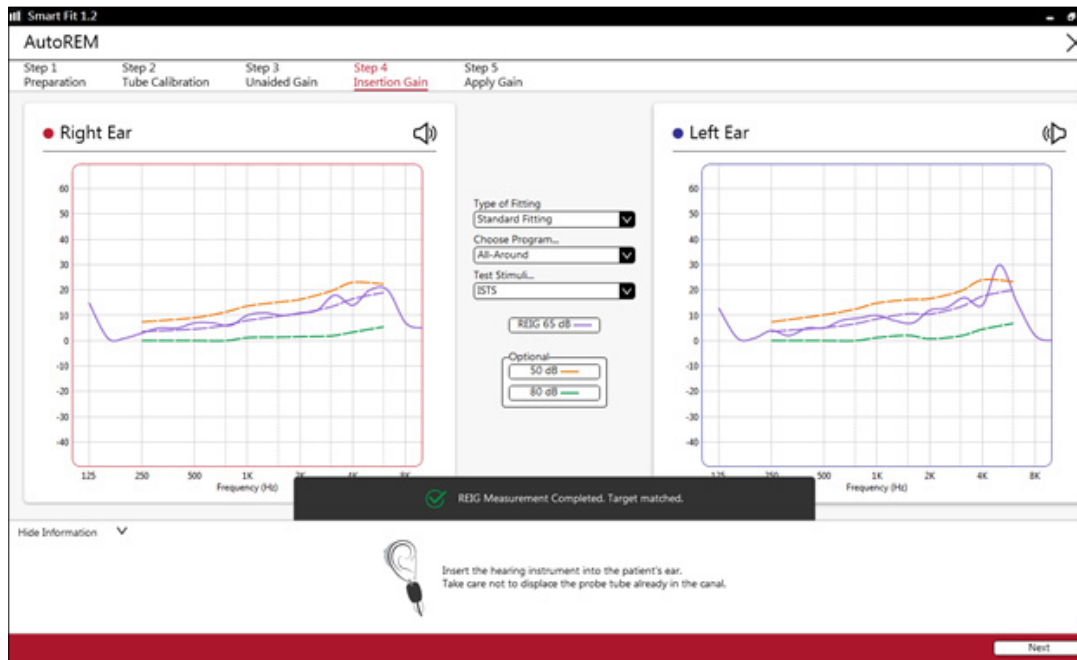 Smart Fit 1.2
AutoREM
Step 1
Preparation
Step 2
Tube Calibration
Step 3
Unaided Gain
Step 4
Insertion Gain
Step 5
Apply Gain
Right Ear
60
50
40
30
20
10
0
-10
-20
-30
-40
125 250 500 1K 2K 4K 8K
Frequency (Hz)
Type of Fitting
Standard Fitting
Choose Program...
All-Around
Test Stimuli...
ISTS
REIG 65 dB
Optional
50 dB
80 dB
Left Ear
60
50
40
30
20
10
0
-10
-20
-30
-40
125 250 500 1K 2K 4K 8K
Frequency (Hz)
REIG Measurement Completed. Target matched.
Hide Information
Insert the hearing instrument into the patient's ear.
Take care not to displace the probe tube already in the canal.
Next